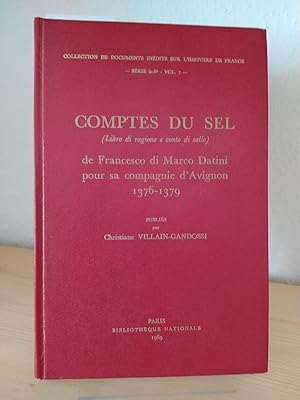 COLLECTION DE DOCUMENTS INÉDITS SUR L'HISTOIRE DE FRANCE
— SÉRIE in-8º - VOL. 7 —
COMPTES DU SEL
(Libro di ragione e conto di salle)
de Francesco di Marco Datini
pour sa compagnie d'Avignon
1376-1379
PUBLIÉS
par
Christiane VILLAIN-GANDOSSI
PARIS
BIBLIOTHÈQUE NATIONALE
1969